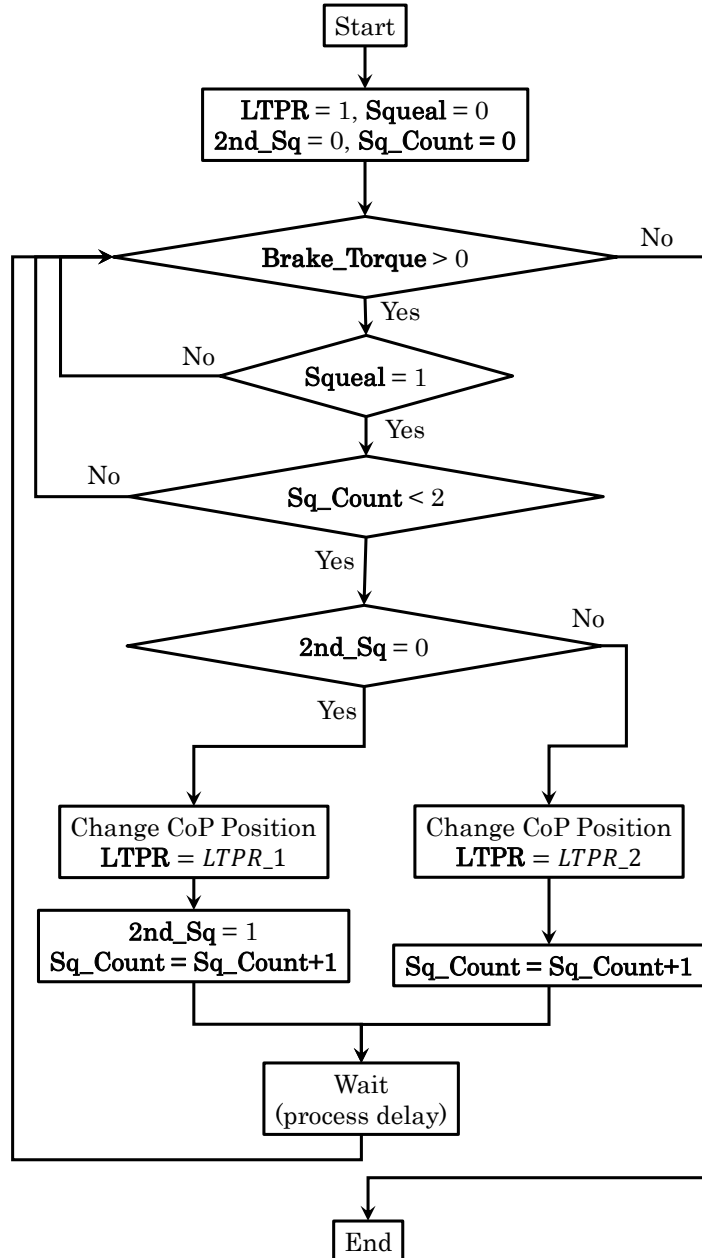 Start
LTPR = 1, Squeal = 0
2nd_Sq = 0, Sq_Count = 0
Brake_Torque > 0
No
Yes
No
Squeal = 1
Yes
No
Sq_Count < 2
Yes
No
2nd_Sq = 0
Yes
Change CoP Position
LTPR = LTPR_1
Change CoP Position
LTPR = LTPR_2
2nd_Sq = 1
Sq_Count = Sq_Count+1
Sq_Count = Sq_Count+1
Wait
(process delay)
End